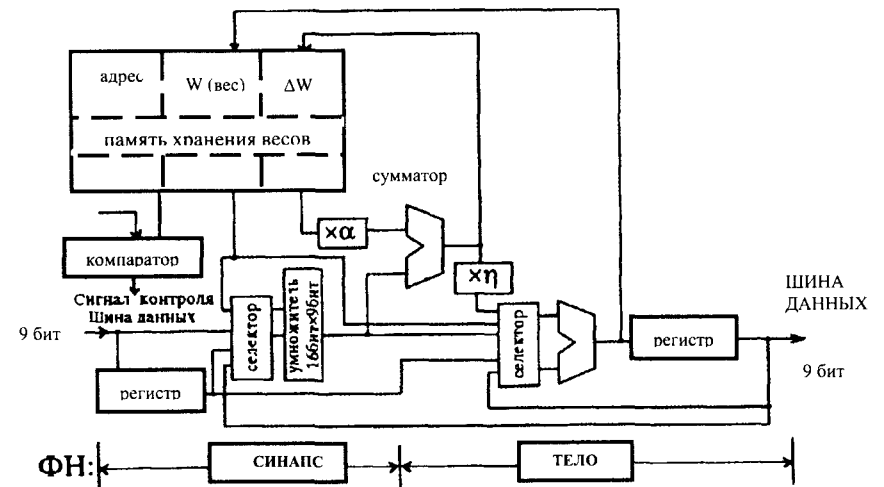 адрес
W (вес)
ΔW
память хранения весов
сумматор
×α
компаратор
×η
Сигнал контроля
Шина данных
9 бит
селектор
умножитель
16бит×9бит
селектор
регистр
ШИНА
ДАННЫХ
9 бит
регистр
ФН:
СИНАПС
ТЕЛО